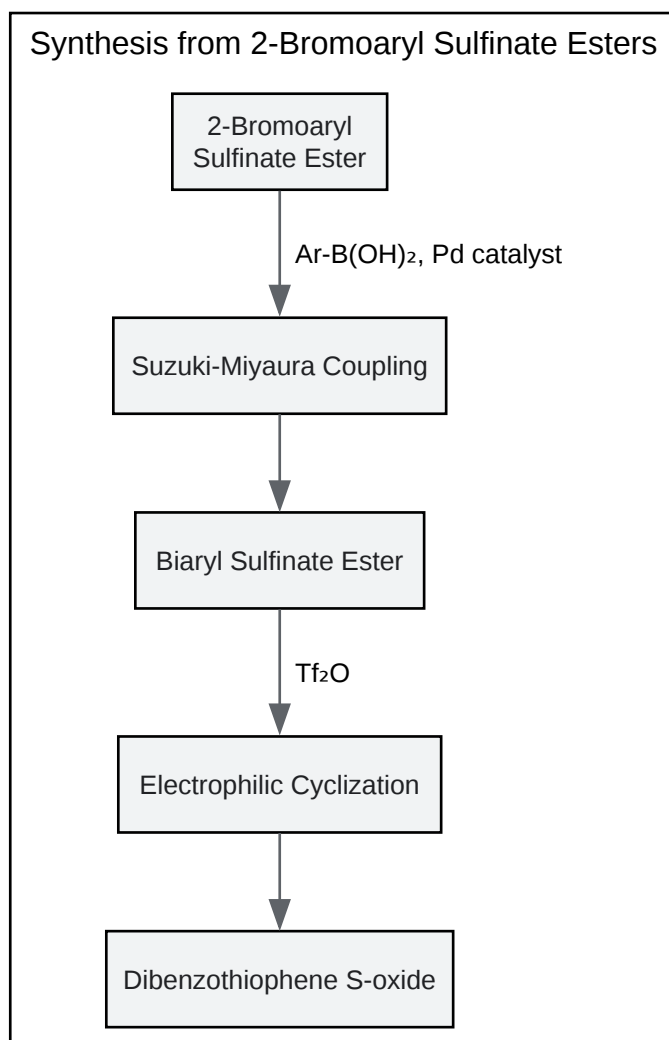 Synthesis from 2-Bromoaryl Sulfinate Esters
2-Bromoaryl
Sulfinate Ester
Ar-B(OH)₂, Pd catalyst
Suzuki-Miyaura Coupling
Biaryl Sulfinate Ester
Tf₂O
Electrophilic Cyclization
Dibenzothiophene S-oxide